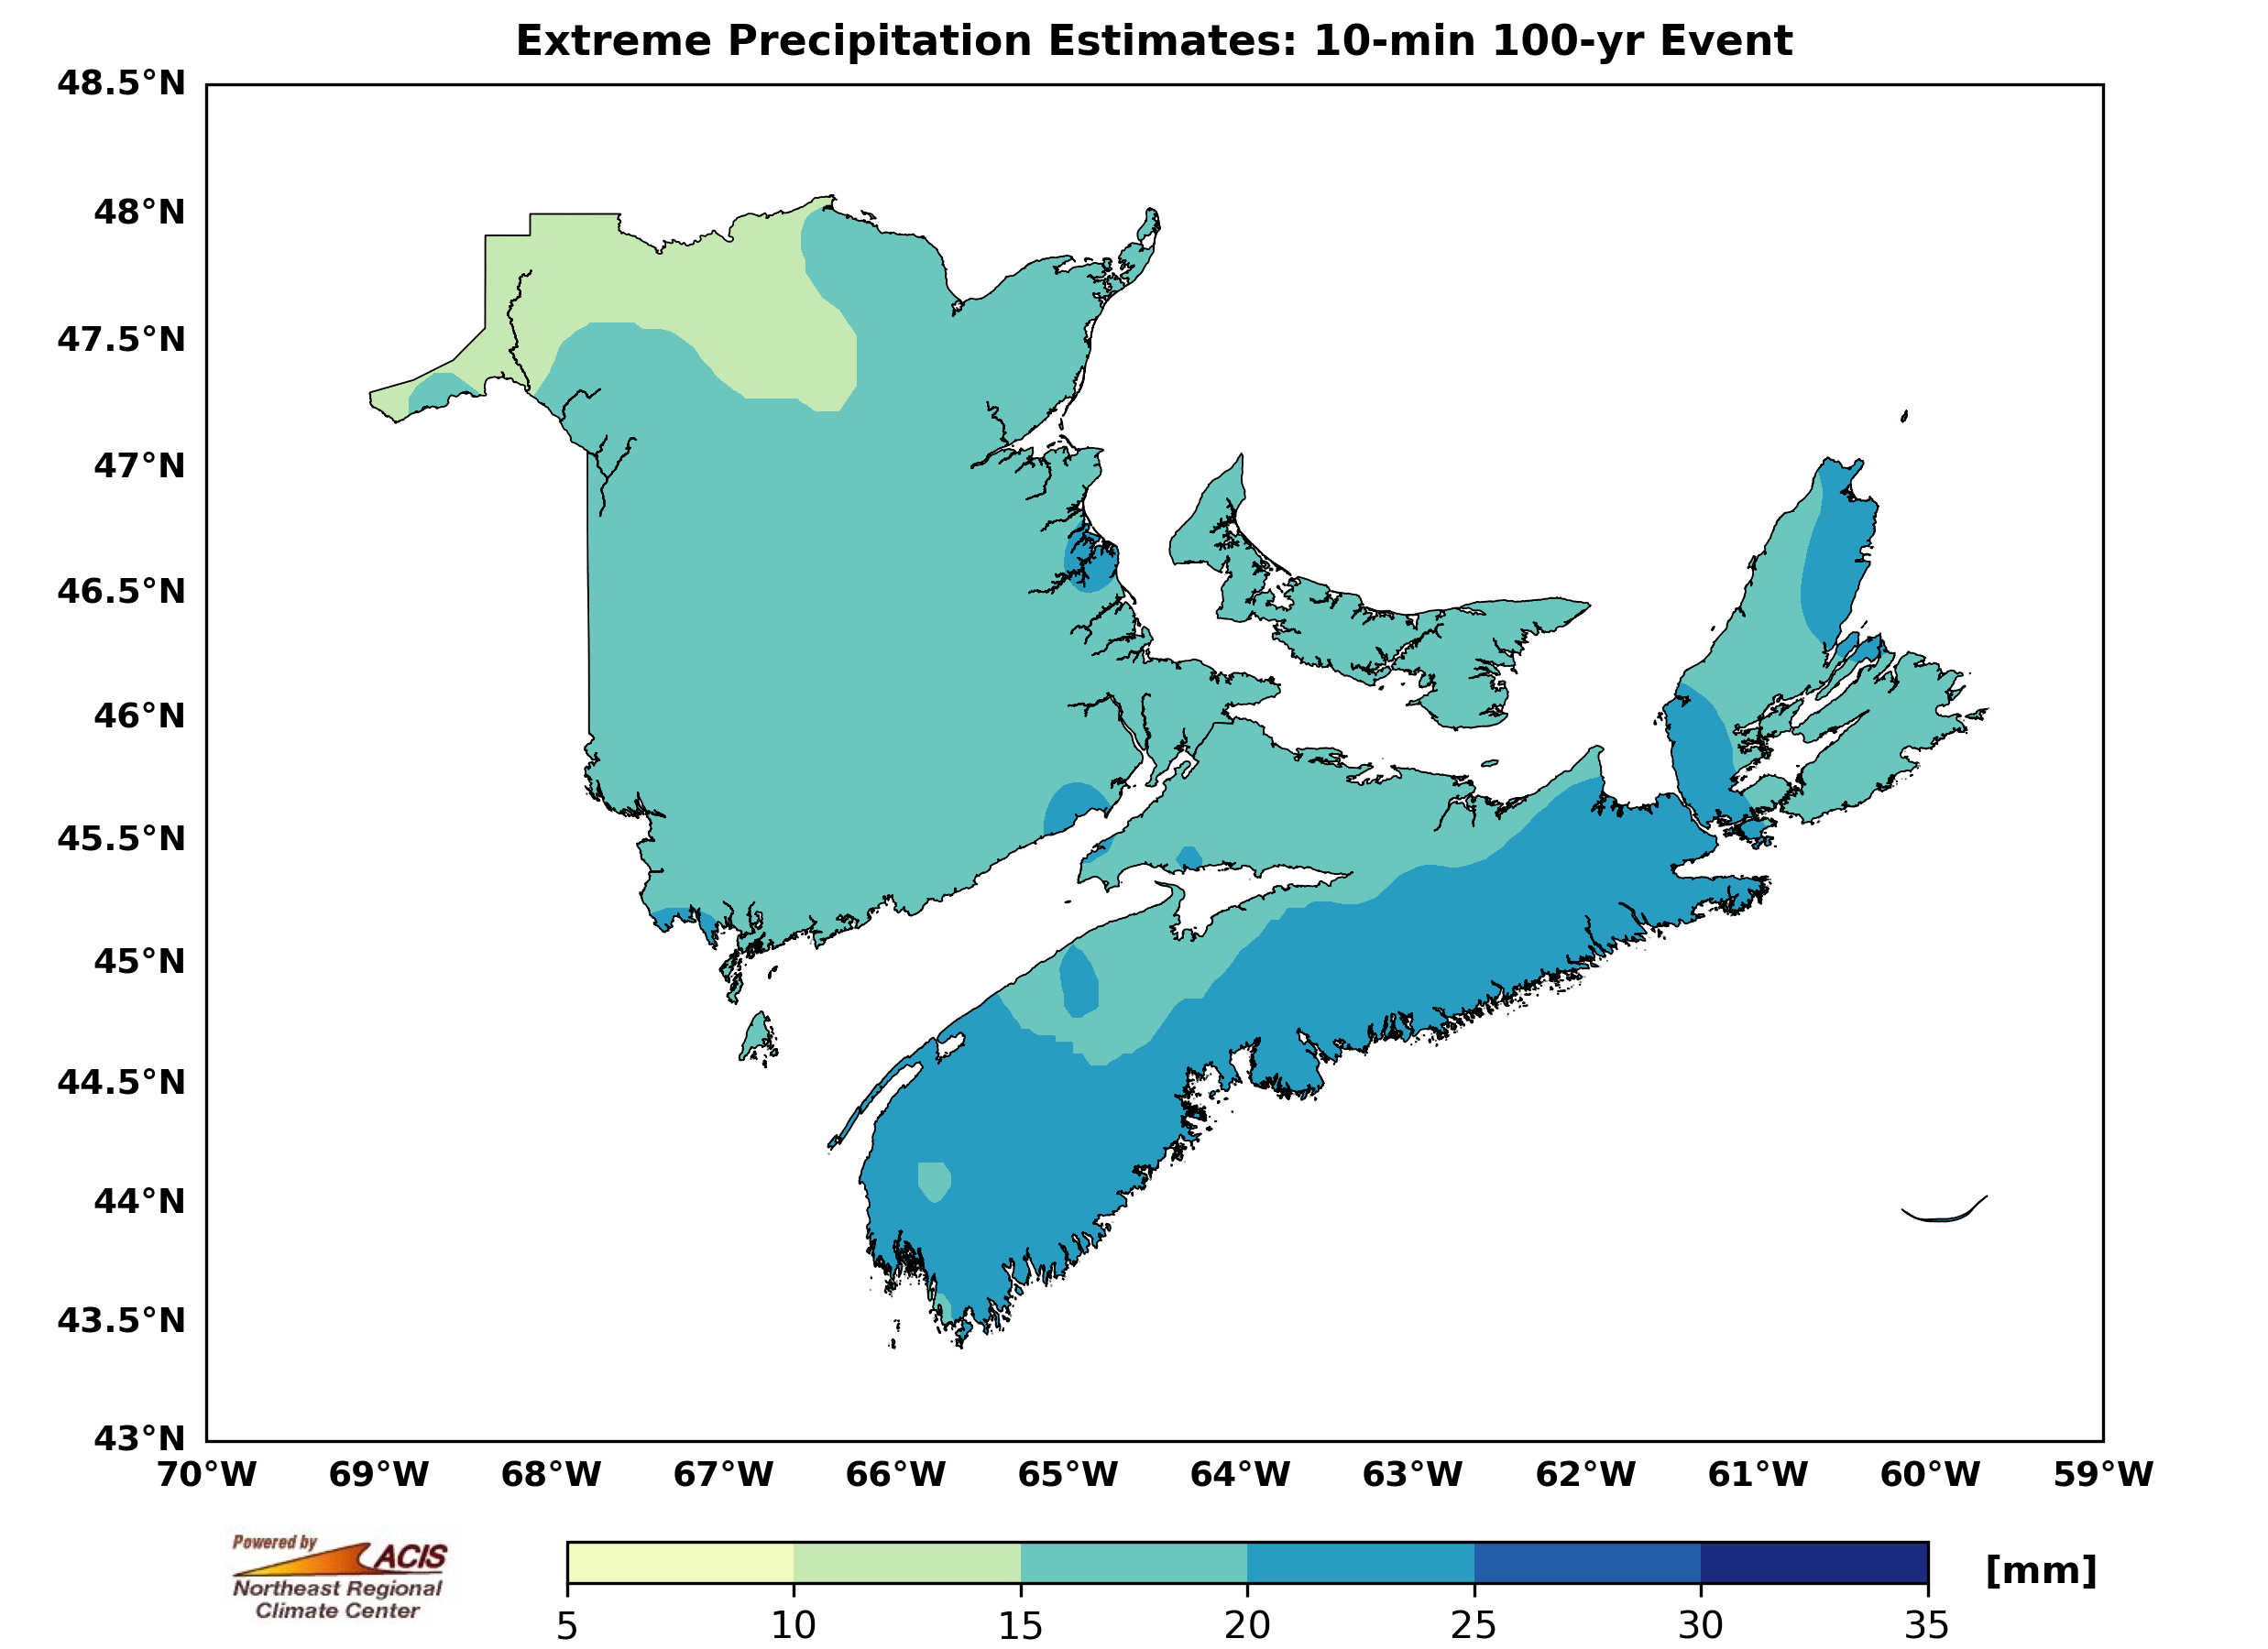 Extreme Precipitation Estimates: 10-min 100-yr Event
48.5°N
48°N
47.5°N
47°N
46.5°N
46°N
45.5°N
45°N
44.5°N
44°N
43.5°N
43°N
70°W 69°W 68°W 67°W 66°W 65°W 64°W 63°W 62°W 61°W 60°W 59°W
Powered by
ACIS
Northeast Regional
Climate Center
[mm]
5 10 15 20 25 30 35